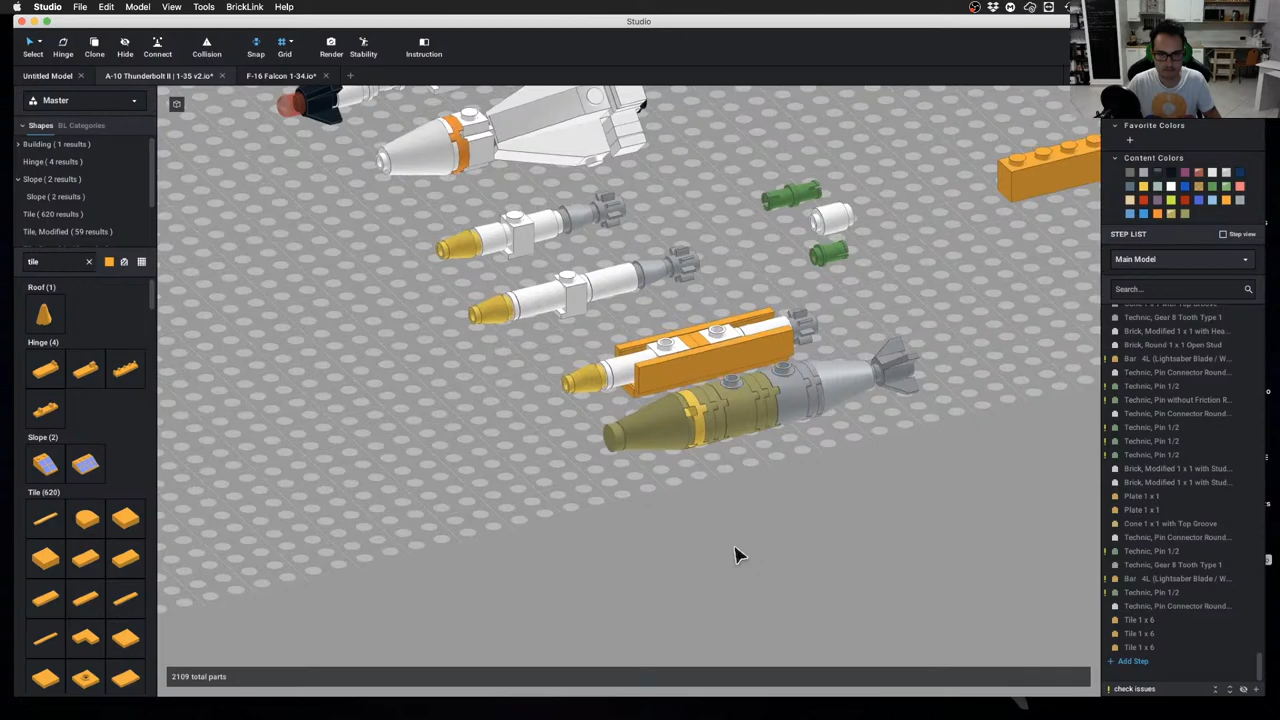 Studio File Edit Model View Tools BrickLink Help
Studio
Select Hinge Clone Hide Connect Collision Snap Grid Render Stability Instruction
Untitled Model A-10 Thunderbolt II | 1-35 v2.io* F-16 Falcon 1-34.io*
Master
Shapes BL Categories
Building ( 1 results )
Hinge ( 4 results )
Slope ( 2 results )
Slope ( 2 results )
Tile ( 620 results )
Tile, Modified ( 59 results )
tile
Roof (1)
Hinge (4)
Slope (2)
Tile (620)
2109 total parts
Favorite Colors
Content Colors
STEP LIST Step view
Main Model
Search...
Cone 1 x 1 with Top Groove
Technic, Gear 8 Tooth Type 1
Brick, Modified 1 x 1 with Hea...
Brick, Round 1 x 1 Open Stud
Bar 4L (Lightsaber Blade / W...
Technic, Pin Connector Round...
Technic, Pin 1/2
Technic, Pin without Friction R...
Technic, Pin Connector Round...
Technic, Pin 1/2
Technic, Pin 1/2
Technic, Pin 1/2
Brick, Modified 1 x 1 with Stud...
Brick, Modified 1 x 1 with Stud...
Plate 1 x 1
Plate 1 x 1
Cone 1 x 1 with Top Groove
Technic, Pin Connector Round...
Technic, Pin 1/2
Technic, Gear 8 Tooth Type 1
Bar 4L (Lightsaber Blade / W...
Technic, Pin 1/2
Technic, Pin Connector Round...
Tile 1 x 6
Tile 1 x 6
Tile 1 x 6
+ Add Step
check issues